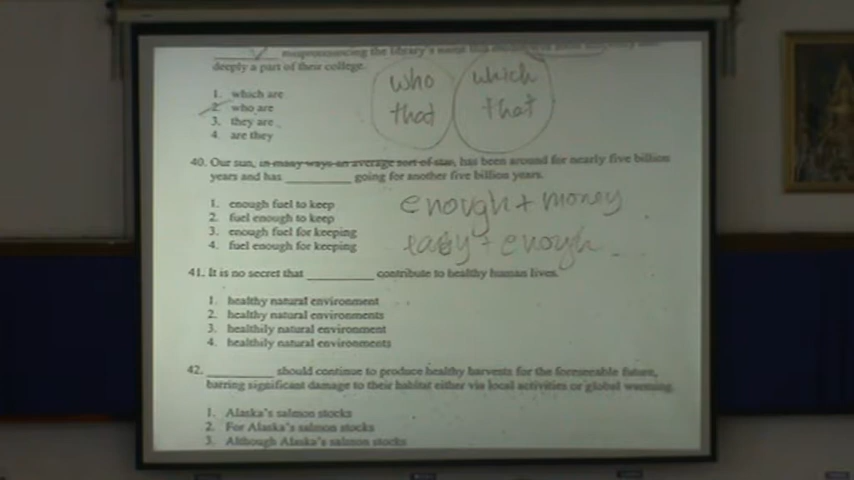 mispronouncing the library's name
deeply a part of their college.
1. which are
2. who are
3. they are
4. are they
who
that
which
that
40. Our sun, in many ways an average sort of star, has been around for nearly five billion
years and has ________ going for another five billion years.
1. enough fuel to keep
2. fuel enough to keep
3. enough fuel for keeping
4. fuel enough for keeping
enough + money
easy + enough
41. It is no secret that ________ contribute to healthy human lives.
1. healthy natural environment
2. healthy natural environments
3. healthily natural environment
4. healthily natural environments
42. ________ should continue to produce healthy harvests for the foreseeable future,
barring significant damage to their habitat either via local activities or global warming.
1. Alaska's salmon stocks
2. For Alaska's salmon stocks
3. Although Alaska's salmon stocks